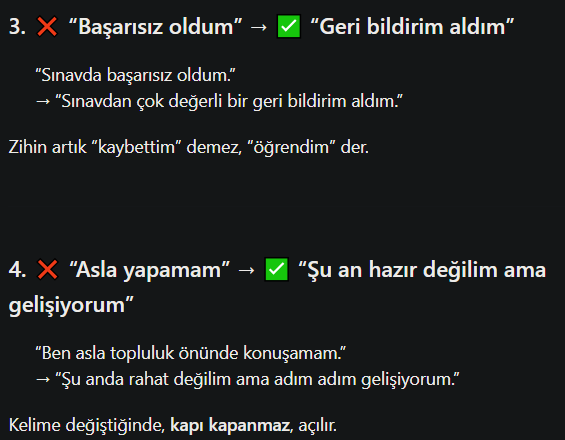 3. ❌ “Başarısız oldum” → ✅ “Geri bildirim aldım”
“Sınavda başarısız oldum.”
→ “Sınavdan çok değerli bir geri bildirim aldım.”
Zihin artık “kaybettim” demez, “öğrendim” der.
4. ❌ “Asla yapamam” → ✅ “Şu an hazır değilim ama
gelişiyorum”
“Ben asla topluluk önünde konuşamam.”
→ “Şu anda rahat değilim ama adım adım gelişiyorum.”
Kelime değiştiğinde, kapı kapanmaz, açılır.